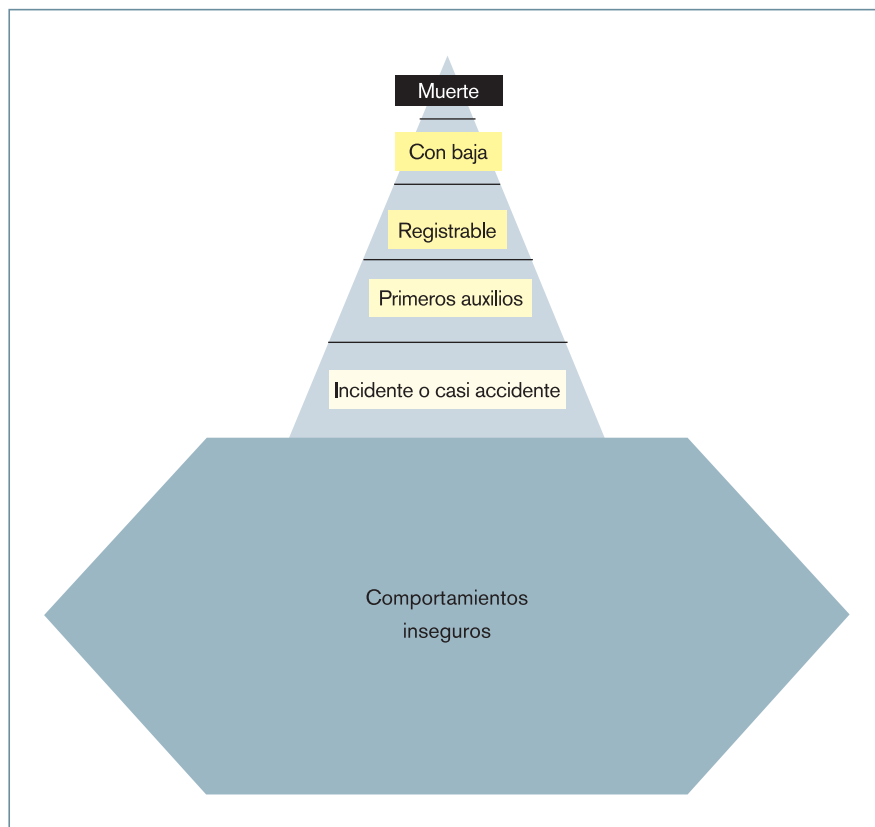 Muerte
Con baja
Registrable
Primeros auxilios
Incidente o casi accidente
Comportamientos
inseguros